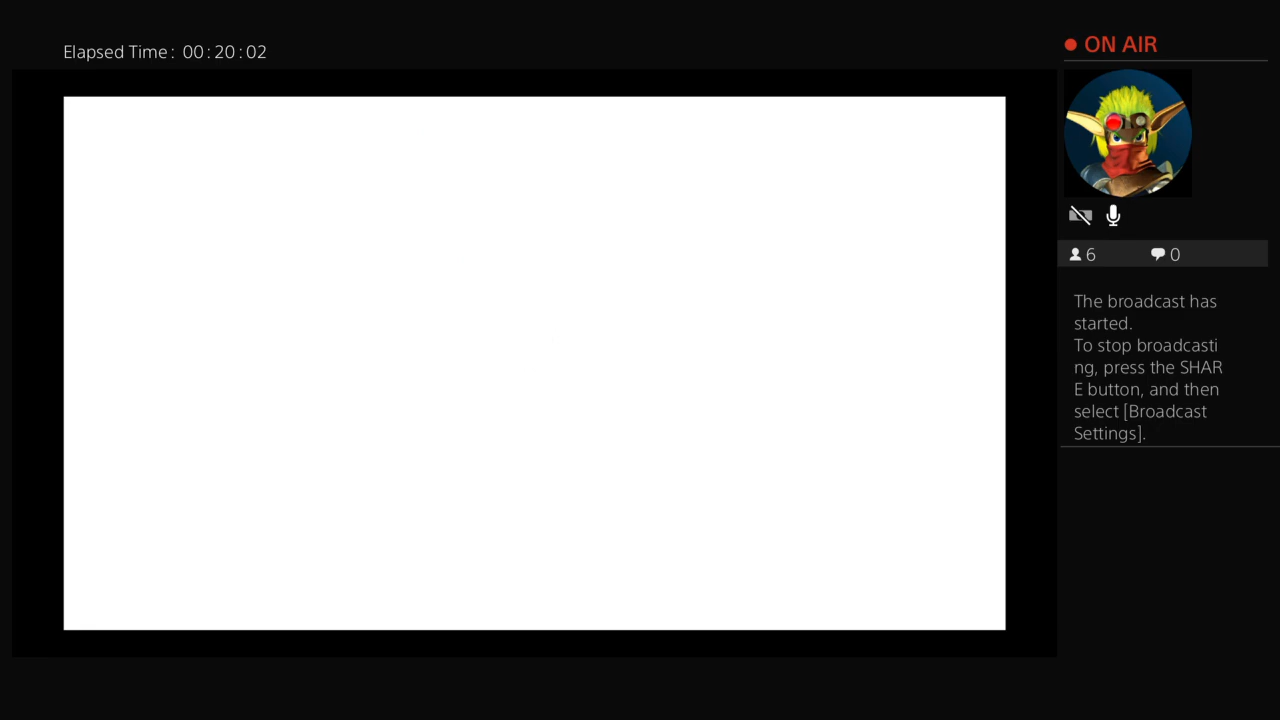 Elapsed Time: 00:20:02
ON AIR
6 0
The broadcast has
started.
To stop broadcasti
ng, press the SHAR
E button, and then
select [Broadcast
Settings].